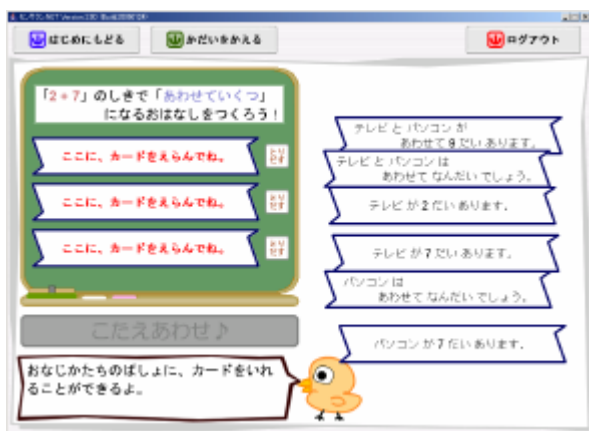 はじめにもどる
かだいをかえる
ログアウト
「2+7」のしきで「あわせていくつ」
になるおはなしをつくろう!
ここに、カードをえらんでね。
とりだす
ここに、カードをえらんでね。
とりだす
ここに、カードをえらんでね。
とりだす
こたえあわせ♪
おなじかたちのばしょに、カードをいれ
ることができるよ。
テレビ と パソコン が
あわせて 9 だい あります。
テレビ と パソコン は
あわせて なんだい でしょう。
テレビ が 2 だい あります。
テレビ が 7 だい あります。
パソコン は
あわせて なんだい でしょう。
パソコン が 7 だい あります。